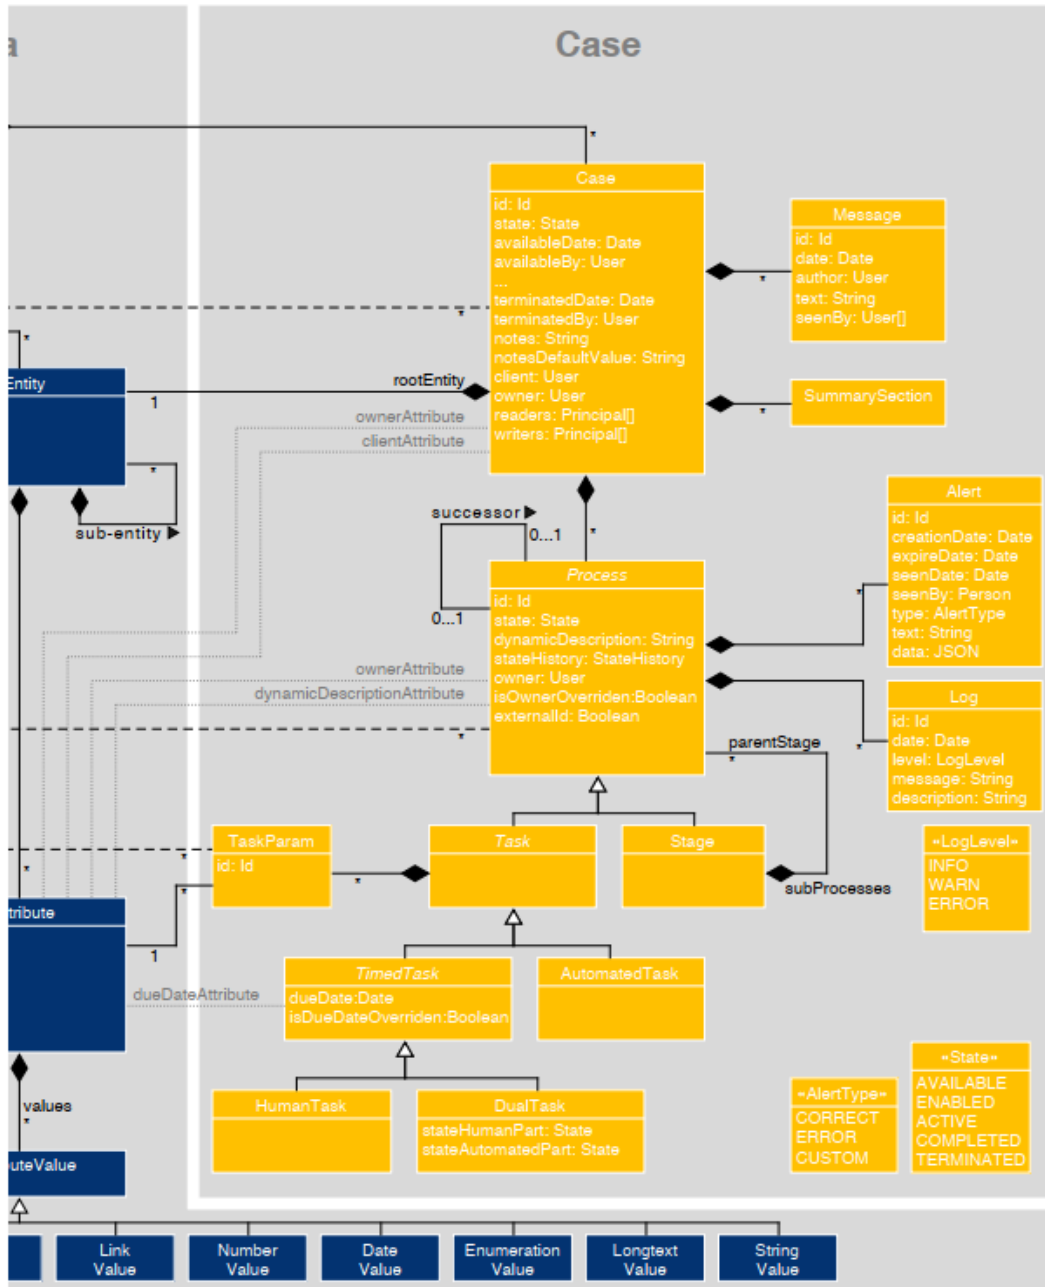 a
Case
*
Case
id: Id
state: State
availableDate: Date
availableBy: User
...
terminatedDate: Date
terminatedBy: User
notes: String
notesDefaultValue: String
client: User
owner: User
readers: Principal[]
writers: Principal[]
Message
id: Id
date: Date
author: User
text: String
seenBy: User[]
*
*
*
Entity
1
rootEntity
SummarySection
*
ownerAttribute
clientAttribute
*
sub-entity
successor
0...1
*
0...1
Alert
id: Id
creationDate: Date
expireDate: Date
seenDate: Date
seenBy: Person
type: AlertType
text: String
data: JSON
*
Process
id: Id
state: State
dynamicDescription: String
stateHistory: StateHistory
owner: User
isOwnerOverriden:Boolean
externalId: Boolean
ownerAttribute
dynamicDescriptionAttribute
*
Log
id: Id
date: Date
level: LogLevel
message: String
description: String
*
parentStage
*
TaskParam
id: Id
*
*
*
Task
Stage
subProcesses
«LogLevel»
INFO
WARN
ERROR
*
tribute
1
TimedTask
dueDate:Date
isDueDateOverriden:Boolean
AutomatedTask
dueDateAttribute
HumanTask
DualTask
stateHumanPart: State
stateAutomatedPart: State
«AlertType»
CORRECT
ERROR
CUSTOM
«State»
AVAILABLE
ENABLED
ACTIVE
COMPLETED
TERMINATED
values
*
uteValue
Link
Value
Number
Value
Date
Value
Enumeration
Value
Longtext
Value
String
Value